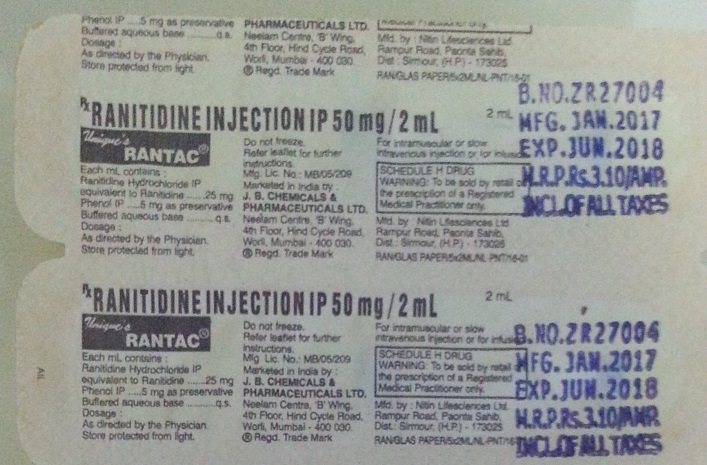 Phenol IP ....5 mg as preservative
Buffered aqueous base ..........q.s.
Dosage :
As directed by the Physician.
Store protected from light.
PHARMACEUTICALS LTD.
Neelam Centre, 'B' Wing,
4th Floor, Hind Cycle Road,
Worli, Mumbai - 400 030.
® Regd. Trade Mark
Medical Practitioner only.
Mfd. by : Nitin Lifesciences Ltd.
Rampur Road, Paonta Sahib,
Dist.: Sirmour, (H.P.) - 173025
RAN/GLAS PAPER/5x2ML/NL-PNT/16-01
Rx RANITIDINE INJECTION IP 50 mg/2 mL
2 mL
Unique's
RANTAC®
Each mL contains :
Ranitidine Hydrochloride IP
equivalent to Ranitidine ......25 mg
Phenol IP ....5 mg as preservative
Buffered aqueous base ..........q.s.
Dosage :
As directed by the Physician.
Store protected from light.
Do not freeze.
Refer leaflet for further
instructions.
Mfg. Lic. No.: MB/05/209
Marketed in India by :
J. B. CHEMICALS &
PHARMACEUTICALS LTD.
Neelam Centre, 'B' Wing,
4th Floor, Hind Cycle Road,
Worli, Mumbai - 400 030.
® Regd. Trade Mark
For intramuscular or slow
intravenous injection or for infusion
SCHEDULE H DRUG
WARNING: To be sold by retail
the prescription of a Registered
Medical Practitioner only.
Mfd. by : Nitin Lifesciences Ltd.
Rampur Road, Paonta Sahib,
Dist.: Sirmour, (H.P.) - 173025
RAN/GLAS PAPER/5x2ML/NL-PNT/16-01
B.NO.ZR27004
MFG. JAN.2017
EXP.JUN.2018
M.R.P.Rs.3.10/AMP.
INCL.OF ALL TAXES
Rx RANITIDINE INJECTION IP 50 mg/2 mL
2 mL
Unique's
RANTAC®
Each mL contains :
Ranitidine Hydrochloride IP
equivalent to Ranitidine ......25 mg
Phenol IP ....5 mg as preservative
Buffered aqueous base ..........q.s.
Dosage :
As directed by the Physician.
Store protected from light.
Do not freeze.
Refer leaflet for further
instructions.
Mfg. Lic. No.: MB/05/209
Marketed in India by :
J. B. CHEMICALS &
PHARMACEUTICALS LTD.
Neelam Centre, 'B' Wing,
4th Floor, Hind Cycle Road,
Worli, Mumbai - 400 030.
® Regd. Trade Mark
For intramuscular or slow
intravenous injection or for infusion
SCHEDULE H DRUG
WARNING: To be sold by retail
the prescription of a Registered
Medical Practitioner only.
Mfd. by : Nitin Lifesciences Ltd.
Rampur Road, Paonta Sahib,
Dist.: Sirmour, (H.P.) - 173025
RAN/GLAS PAPER/5x2ML/NL-PNT/16
B.NO.ZR27004
MFG. JAN.2017
EXP.JUN.2018
M.R.P.Rs.3.10/AMP.
INCL.OF ALL TAXES